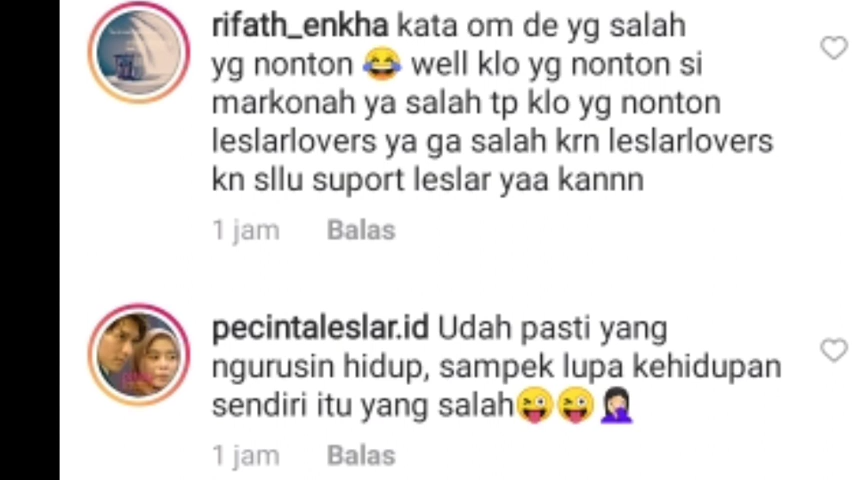 rifath_enkha kata om de yg salah
yg nonton 😂 well klo yg nonton si
markonah ya salah tp klo yg nonton
leslarlovers ya ga salah krn leslarlovers
kn sllu suport leslar yaa kannn
1 jam Balas
pecintaleslar.id Udah pasti yang
ngurusin hidup, sampek lupa kehidupan
sendiri itu yang salah😜😜🤦🏻‍♀️
1 jam Balas